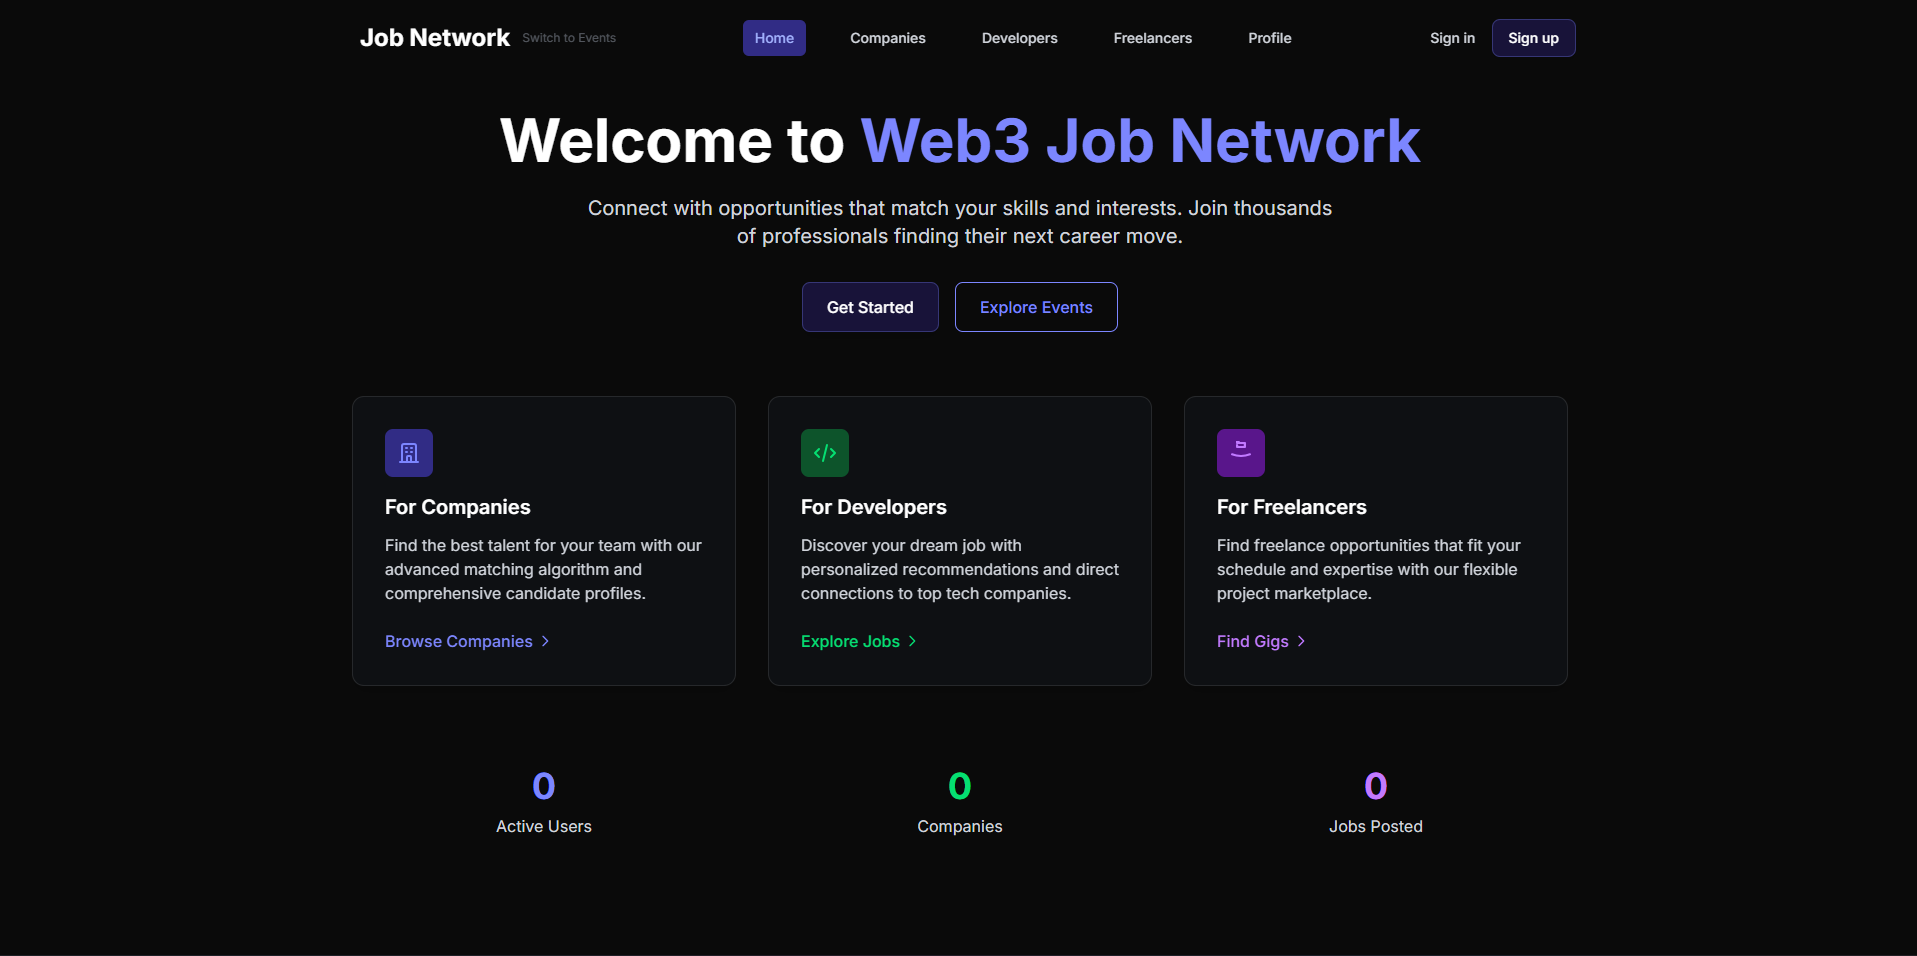 Job Network Switch to Events Home Companies Developers Freelancers Profile Sign in Sign up
Welcome to Web3 Job Network
Connect with opportunities that match your skills and interests. Join thousands
of professionals finding their next career move.
Get Started Explore Events
For Companies
Find the best talent for your team with our
advanced matching algorithm and
comprehensive candidate profiles.
Browse Companies
For Developers
Discover your dream job with
personalized recommendations and direct
connections to top tech companies.
Explore Jobs
For Freelancers
Find freelance opportunities that fit your
schedule and expertise with our flexible
project marketplace.
Find Gigs
0
Active Users
0
Companies
0
Jobs Posted